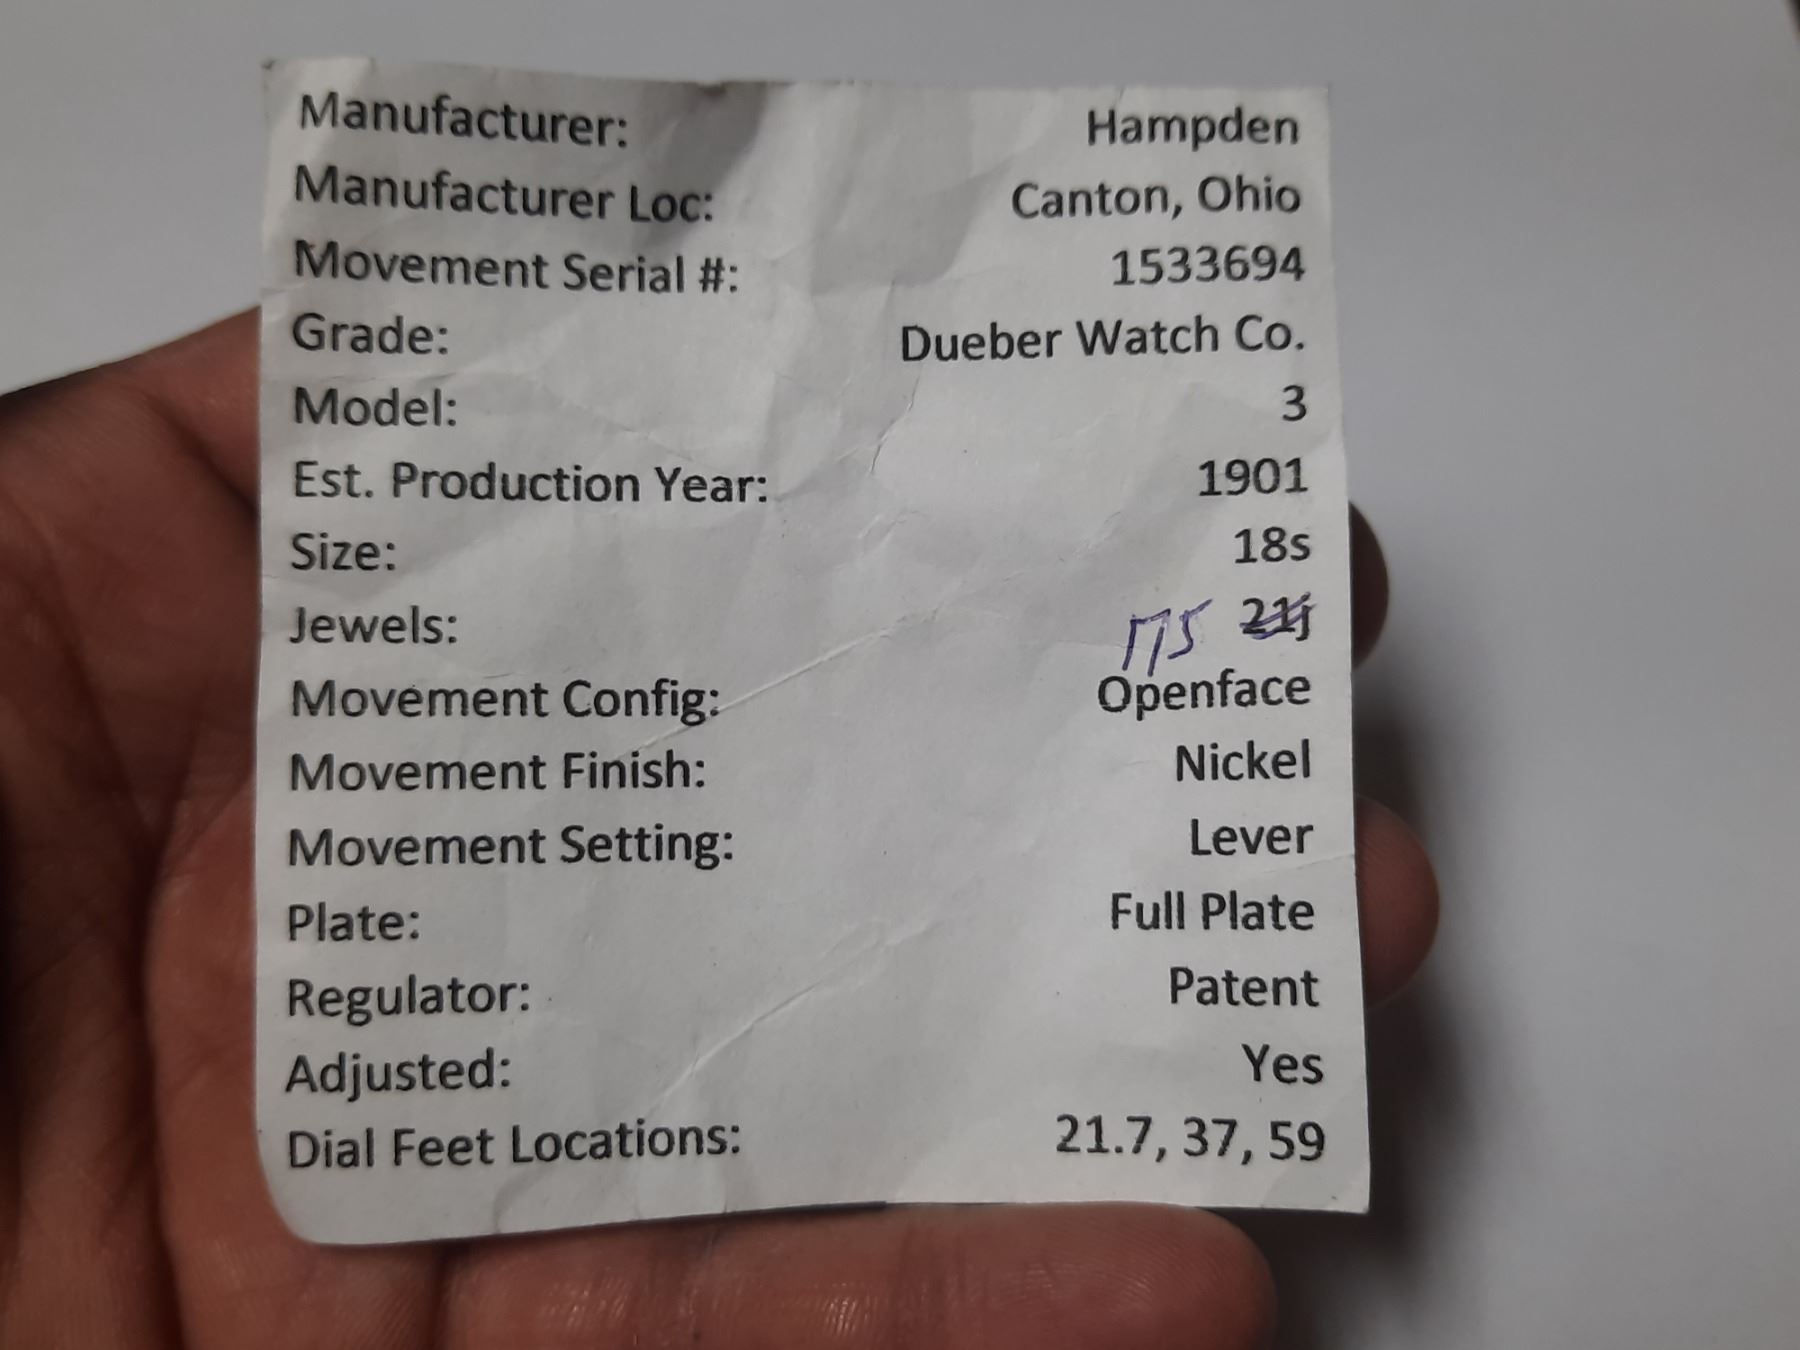 Manufacturer: Hampden
Manufacturer Loc: Canton, Ohio
Movement Serial #: 1533694
Grade: Dueber Watch Co.
Model: 3
Est. Production Year: 1901
Size: 18s
Jewels: 17J 21j
Movement Config: Openface
Movement Finish: Nickel
Movement Setting: Lever
Plate: Full Plate
Regulator: Patent
Adjusted: Yes
Dial Feet Locations: 21.7, 37, 59